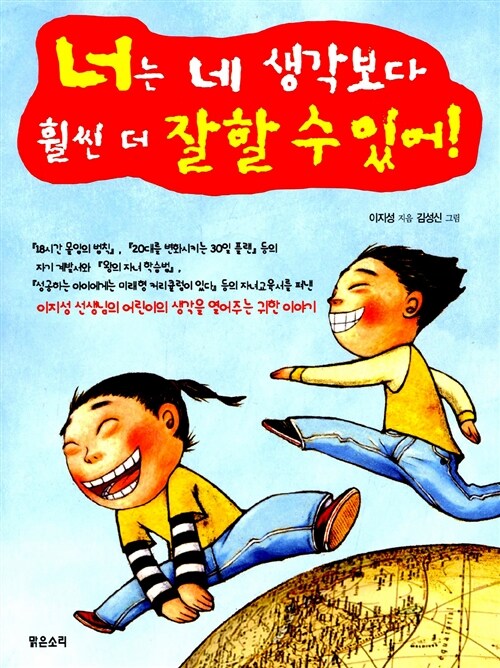 너는 네 생각보다
훨씬 더 잘할 수 있어!
이지성 지음 김성신 그림
『18시간 몰입의 법칙』, 『20대를 변화시키는 30일 플랜』 등의
자기 계발서와 『왕의 자녀 학습법』,
『성공하는 아이에게는 미래형 커리큘럼이 있다』 등의 자녀교육서를 펴낸
이지성 선생님의 어린이의 생각을 열어주는 귀한 이야기
맑은소리